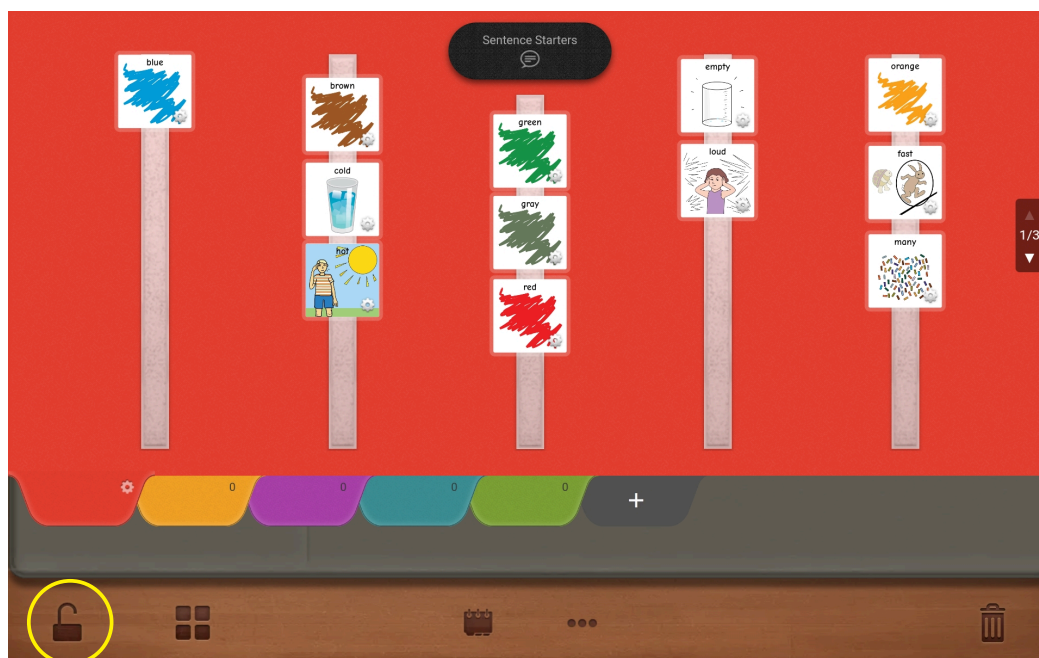 Sentence Starters
blue
brown
cold
hot
green
gray
red
empty
loud
orange
fast
many
1/3
0
0
0
0
+